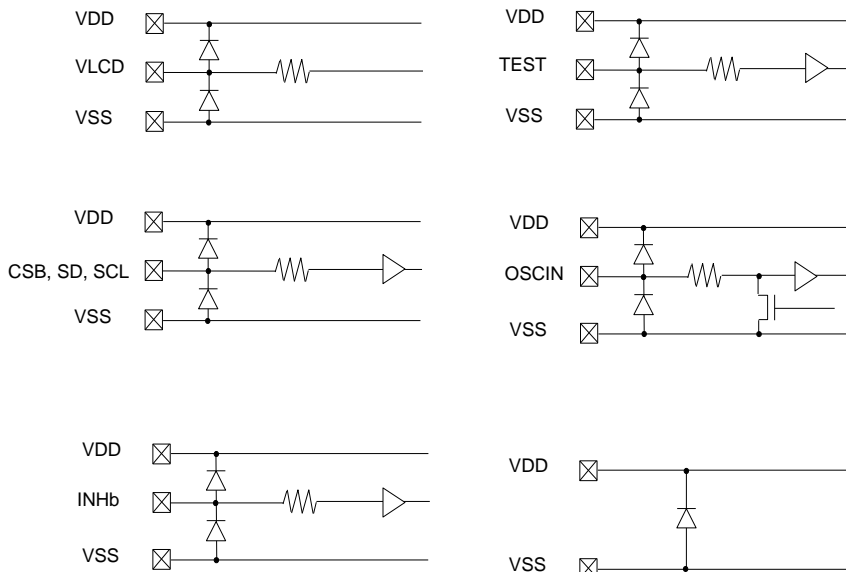 VDD
VLCD
VSS
VDD
TEST
VSS
VDD
CSB, SD, SCL
VSS
VDD
OSCIN
VSS
VDD
INHb
VSS
VDD
VSS